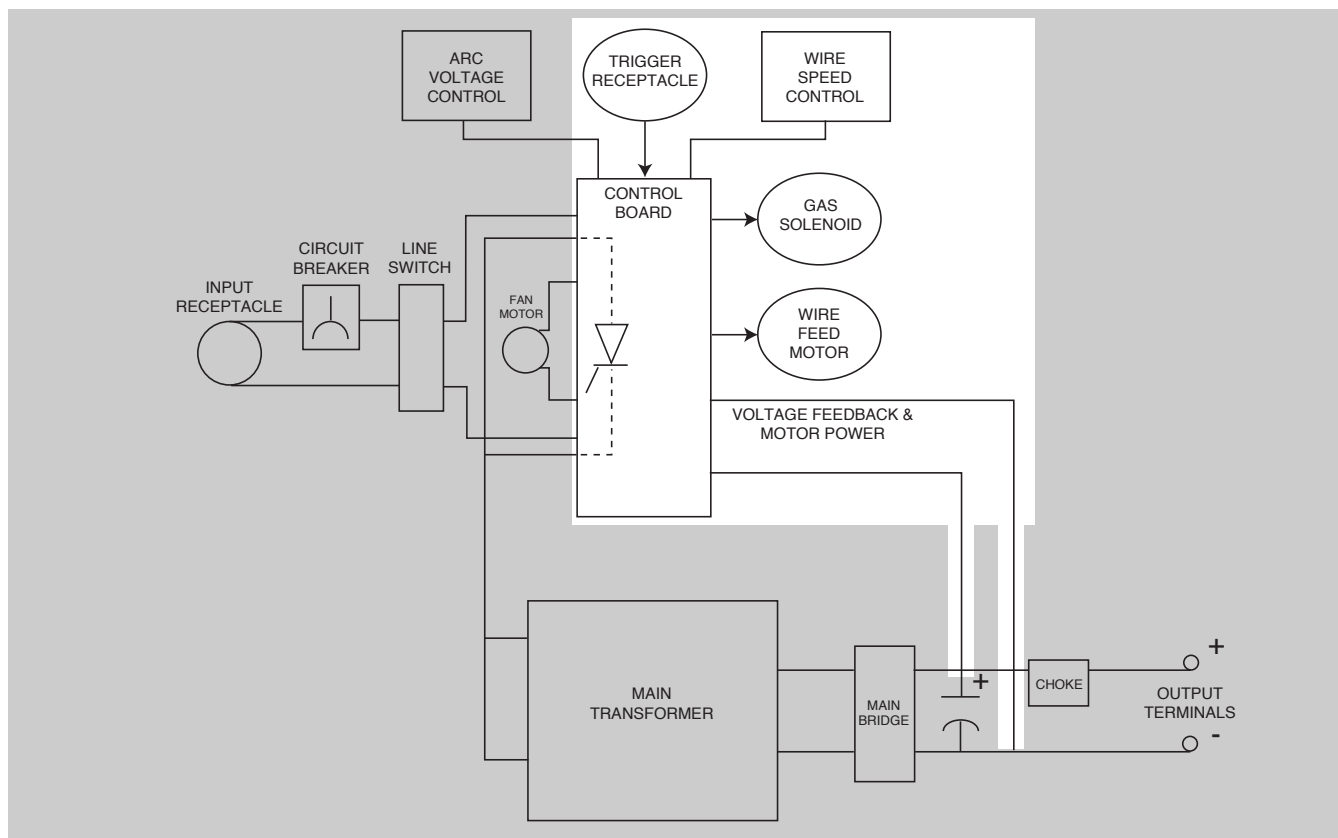 ARC
VOLTAGE
CONTROL
TRIGGER
RECEPTACLE
WIRE
SPEED
CONTROL
CONTROL
BOARD
GAS
SOLENOID
CIRCUIT
BREAKER
LINE
SWITCH
INPUT
RECEPTACLE
FAN
MOTOR
WIRE
FEED
MOTOR
VOLTAGE FEEDBACK &
MOTOR POWER
MAIN
TRANSFORMER
MAIN
BRIDGE
+
CHOKE
+
OUTPUT
TERMINALS
-